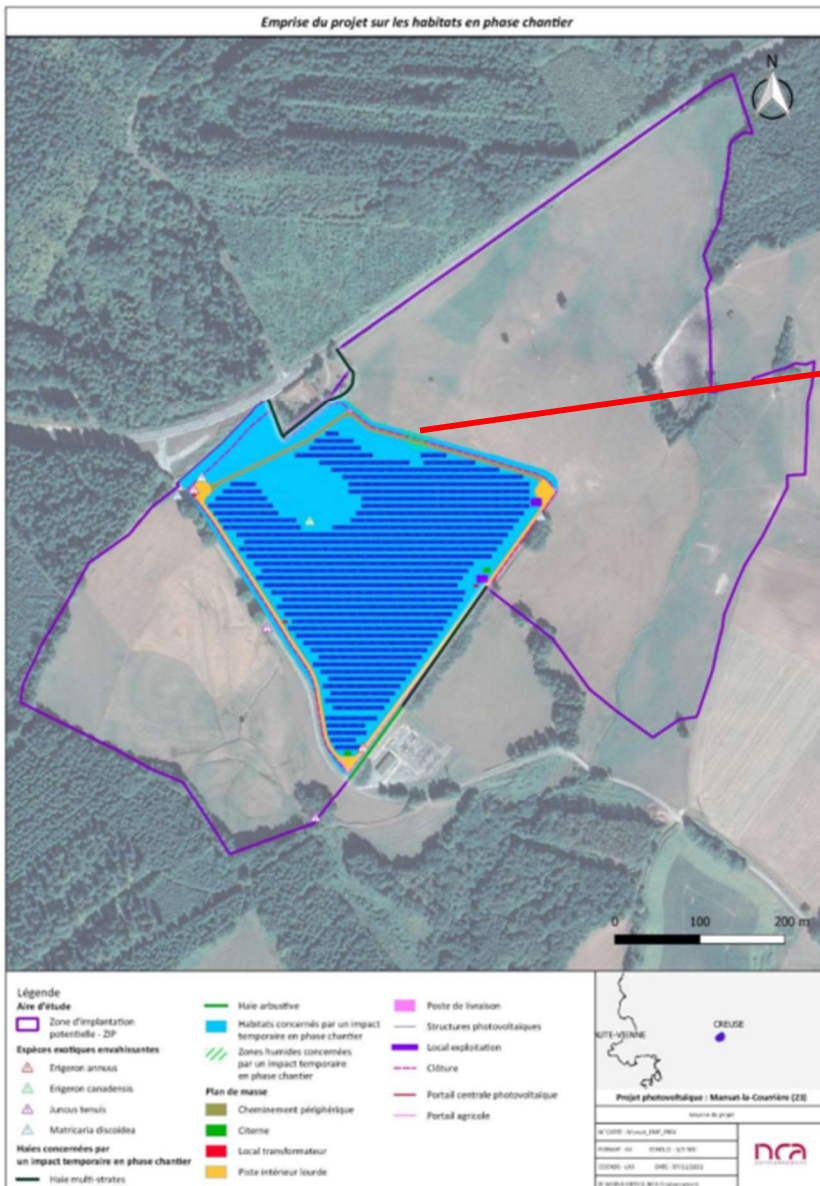 Emprise du projet sur les habitats en phase chantier
N
0 100 200 m
Légende
Aire d'étude
Zone d'implantation
potentielle - ZIP
Espèces exotiques envahissantes
Erigeron annuus
Erigeron canadensis
Juncus tenuis
Matricaria discoidea
Haies concernées par
un impact temporaire en phase chantier
Haie multi-strates
Haie arbustive
Habitats concernés par un impact
temporaire en phase chantier
Zones humides concernées
par un impact temporaire
en phase chantier
Plan de masse
Cheminement périphérique
Citerne
Local transformateur
Piste intérieur lourde
Poste de livraison
Structures photovoltaïques
Local exploitation
Clôture
Portail centrale photovoltaïque
Portail agricole
UTE-VIENNE
CREUSE
Projet photovoltaïque : Mansat-la-Courrière (23)
Emprise du projet
nca